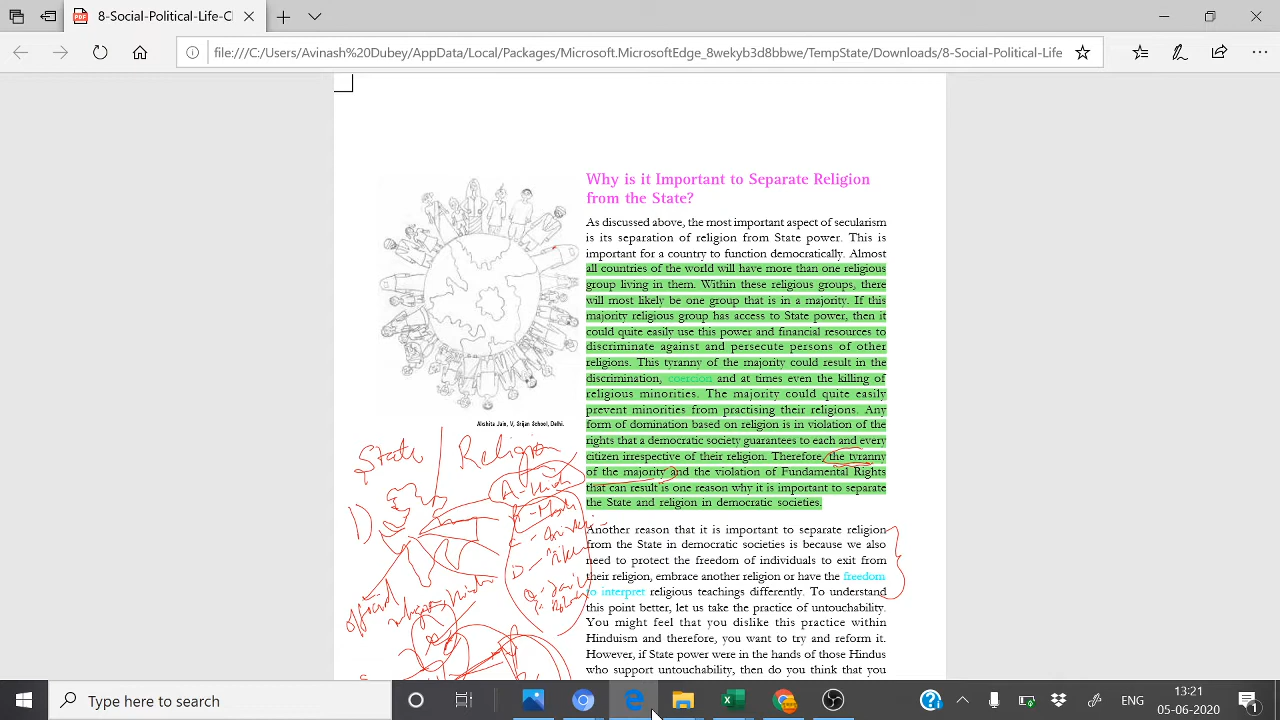 8-Social-Political-Life-C
file:///C:/Users/Avinash%20Dubey/AppData/Local/Packages/Microsoft.MicrosoftEdge_8wekyb3d8bbwe/TempState/Downloads/8-Social-Political-Life
Why is it Important to Separate Religion
from the State?
As discussed above, the most important aspect of secularism
is its separation of religion from State power. This is
important for a country to function democratically. Almost
all countries of the world will have more than one religious
group living in them. Within these religious groups, there
will most likely be one group that is in a majority. If this
majority religious group has access to State power, then it
could quite easily use this power and financial resources to
discriminate against and persecute persons of other
religions. This tyranny of the majority could result in the
discrimination, coercion and at times even the killing of
religious minorities. The majority could quite easily
prevent minorities from practising their religions. Any
form of domination based on religion is in violation of the
rights that a democratic society guarantees to each and every
citizen irrespective of their religion. Therefore, the tyranny
of the majority and the violation of Fundamental Rights
that can result is one reason why it is important to separate
the State and religion in democratic societies.
Another reason that it is important to separate religion
from the State in democratic societies is because we also
need to protect the freedom of individuals to exit from
their religion, embrace another religion or have the freedom
to interpret religious teachings differently. To understand
this point better, let us take the practice of untouchability.
You might feel that you dislike this practice within
Hinduism and therefore, you want to try and reform it.
However, if State power were in the hands of those Hindus
who support untouchability, then do you think that you
Akshita Jain, V, Srijan School, Delhi.
State Religion
Type here to search
ENG
13:21
05-06-2020
1